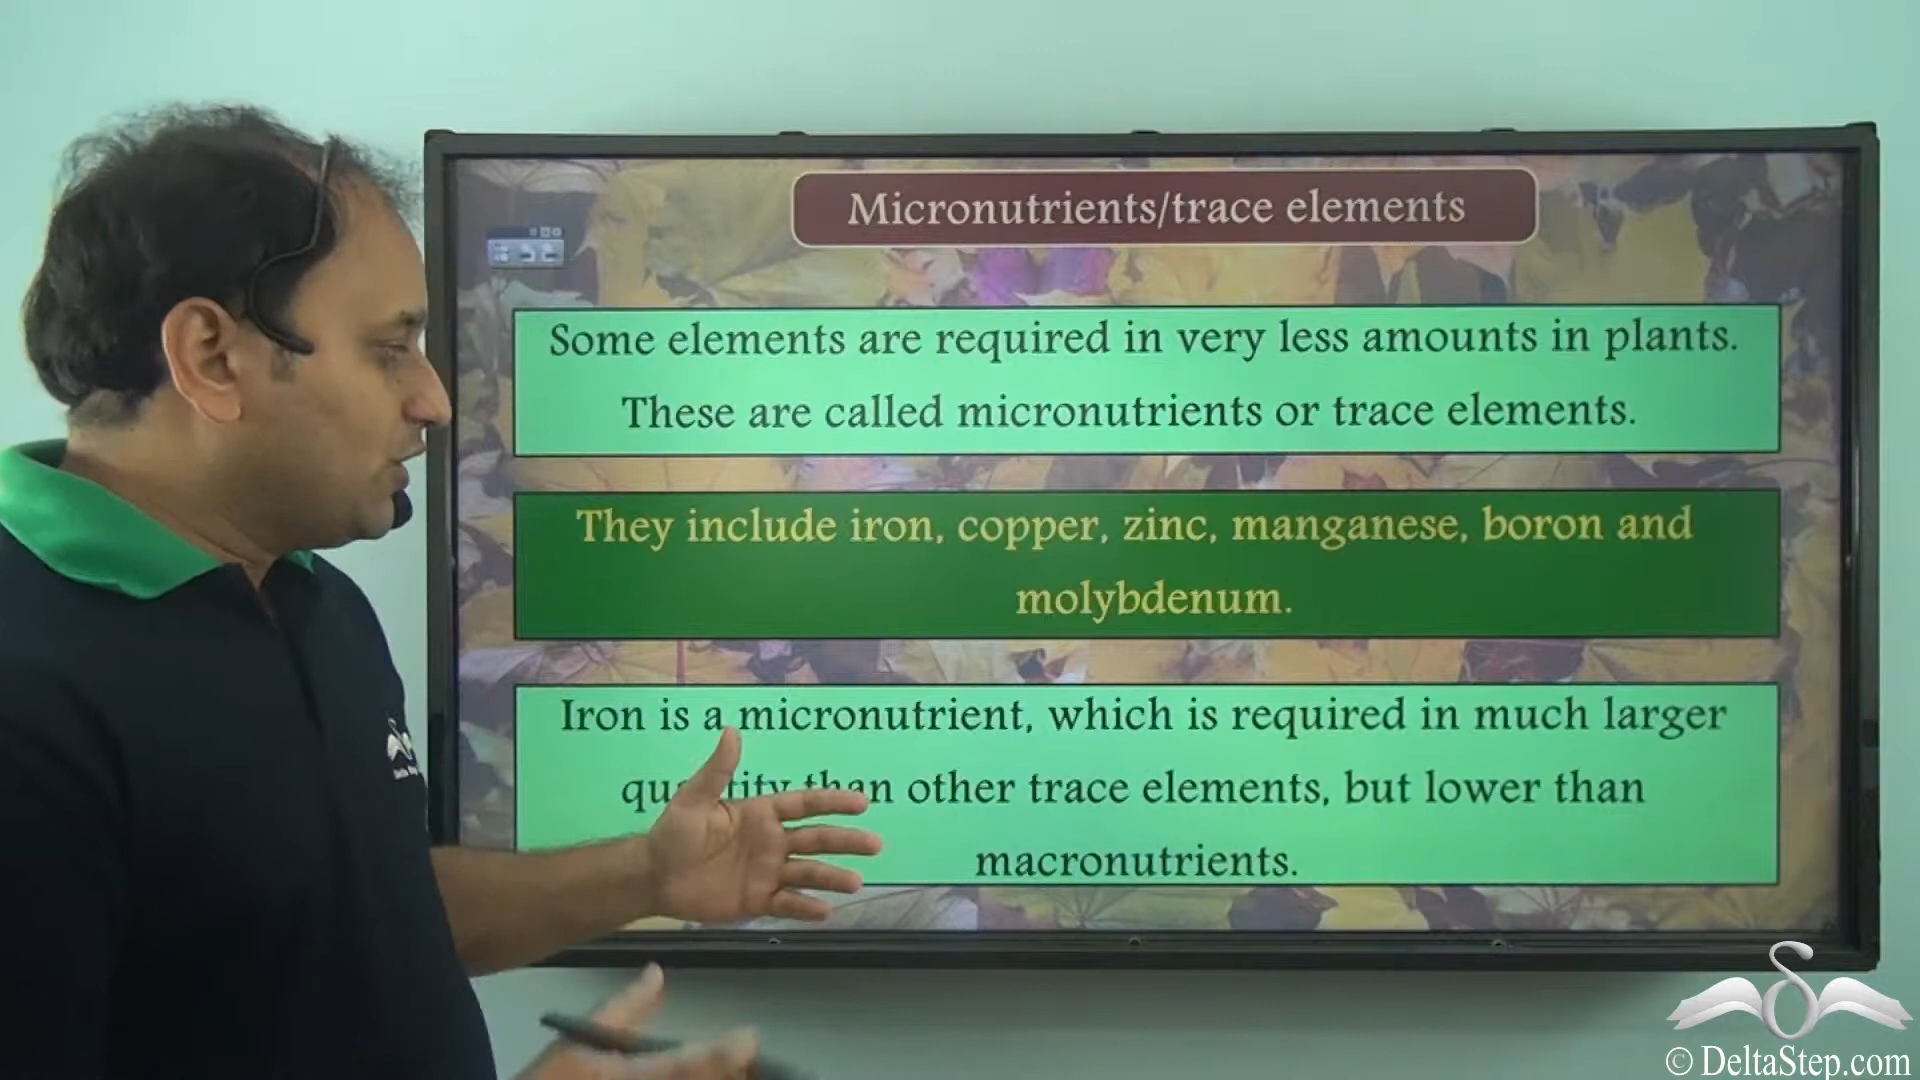 Micronutrients/trace elements
Some elements are required in very less amounts in plants.
These are called micronutrients or trace elements.
They include iron, copper, zinc, manganese, boron and
molybdenum.
Iron is a micronutrient, which is required in much larger
than other trace elements, but lower than
macronutrients.
© DeltaStep.com